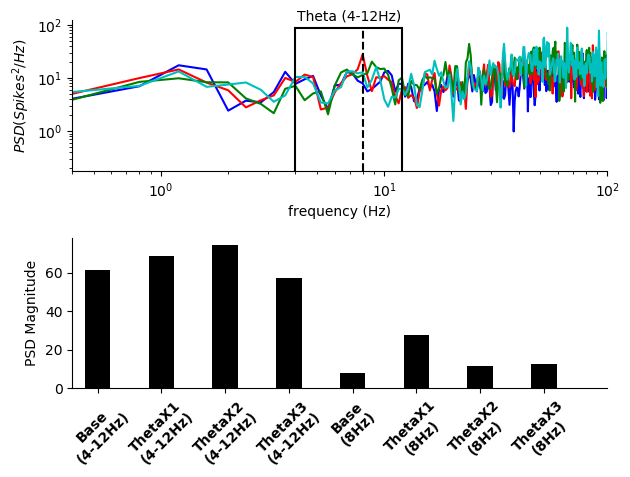 Theta (4-12Hz)
10²
10¹
10⁰
PSD(Spikes²/Hz)
10⁰
10¹
10²
frequency (Hz)
60
40
20
0
PSD Magnitude
Base
(4-12Hz)
ThetaX1
(4-12Hz)
ThetaX2
(4-12Hz)
ThetaX3
(4-12Hz)
Base
(8Hz)
ThetaX1
(8Hz)
ThetaX2
(8Hz)
ThetaX3
(8Hz)